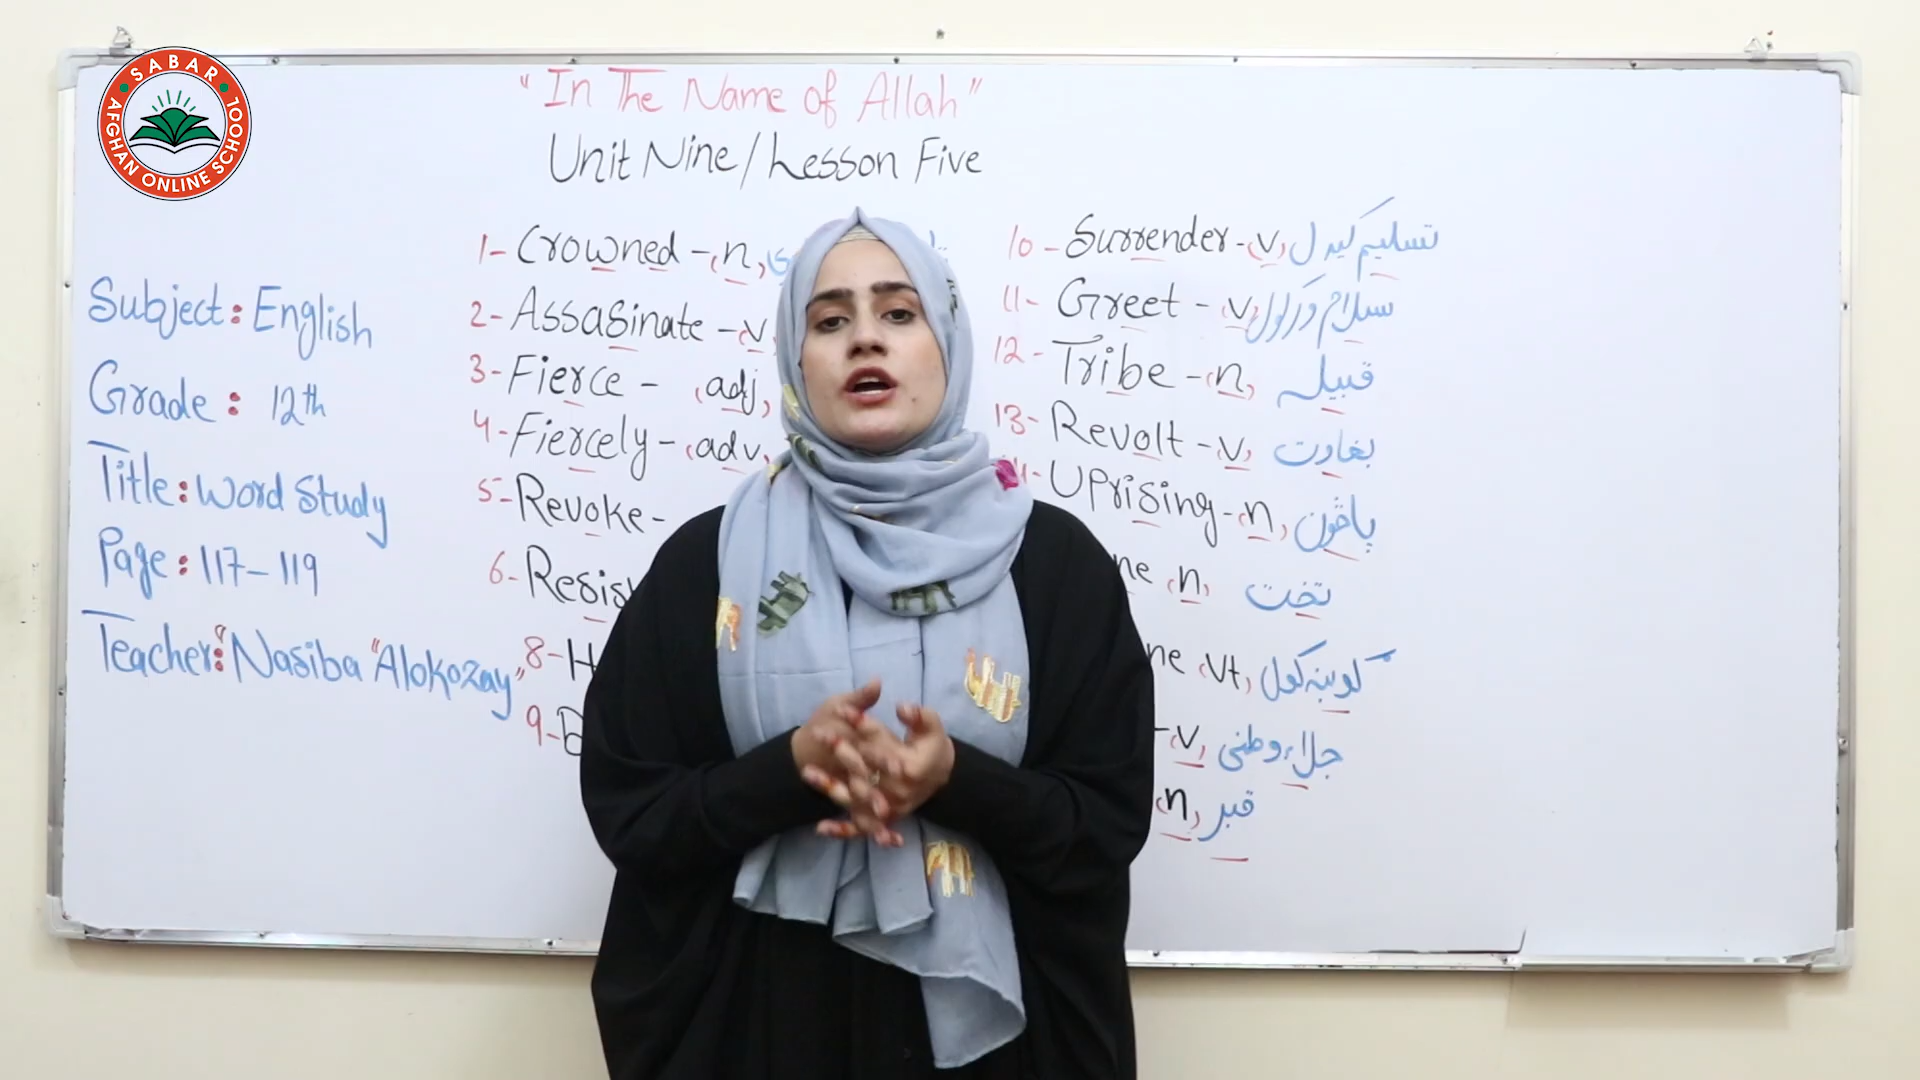 SABAR
AFGHAN ONLINE SCHOOL
"In The Name of Allah"
Unit Nine/Lesson Five
Subject: English
Grade: 12th
Title: Word Study
Page: 117-119
Teacher: Nasiba "Alokozay"
1- Crowned - (n)
2- Assasinate - (v)
3- Fierce - (adj)
4- Fiercely - (adv)
5- Revoke -
6- Resis
8- H
9-
10- Surrender - (v) تسلیم کیدل
11- Greet - (v) سلام ورکول
12- Tribe - (n) قبیله
13- Revolt - (v) بغاوت
Uprising - (n) پاڅون
ne (n) تخت
ne (vt)
(v) جلاء وطنی
(n) قبر